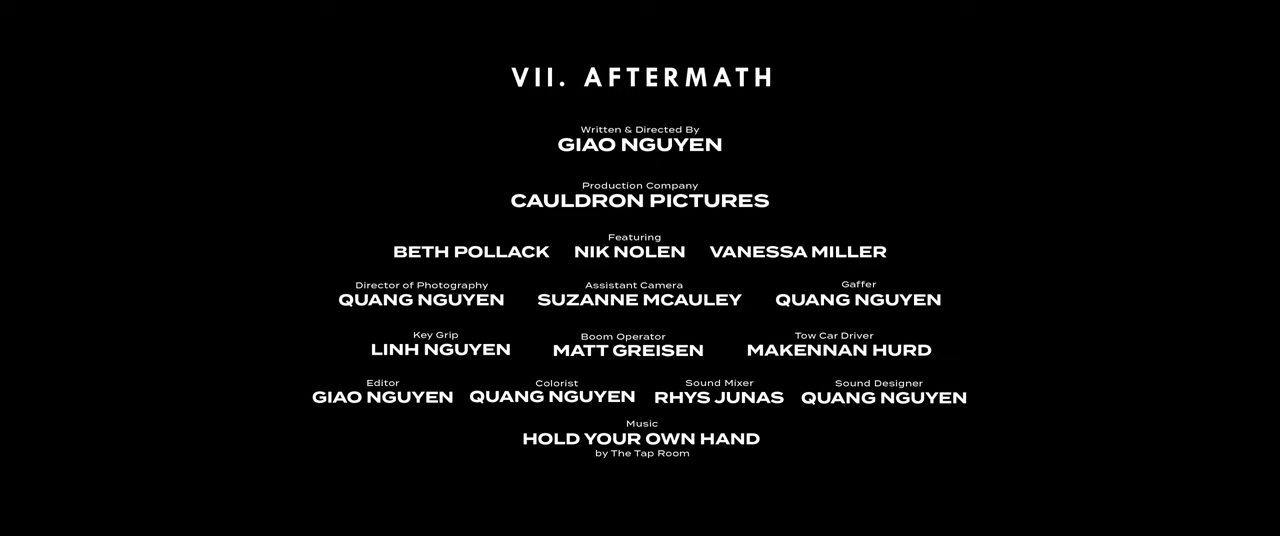 VII. AFTERMATH
Written & Directed By
GIAO NGUYEN
Production Company
CAULDRON PICTURES
Featuring
BETH POLLACK NIK NOLEN VANESSA MILLER
Director of Photography Assistant Camera Gaffer
QUANG NGUYEN SUZANNE MCAULEY QUANG NGUYEN
Key Grip Boom Operator Tow Car Driver
LINH NGUYEN MATT GREISEN MAKENNAN HURD
Editor Colorist Sound Mixer Sound Designer
GIAO NGUYEN QUANG NGUYEN RHYS JUNAS QUANG NGUYEN
Music
HOLD YOUR OWN HAND
by The Tap Room